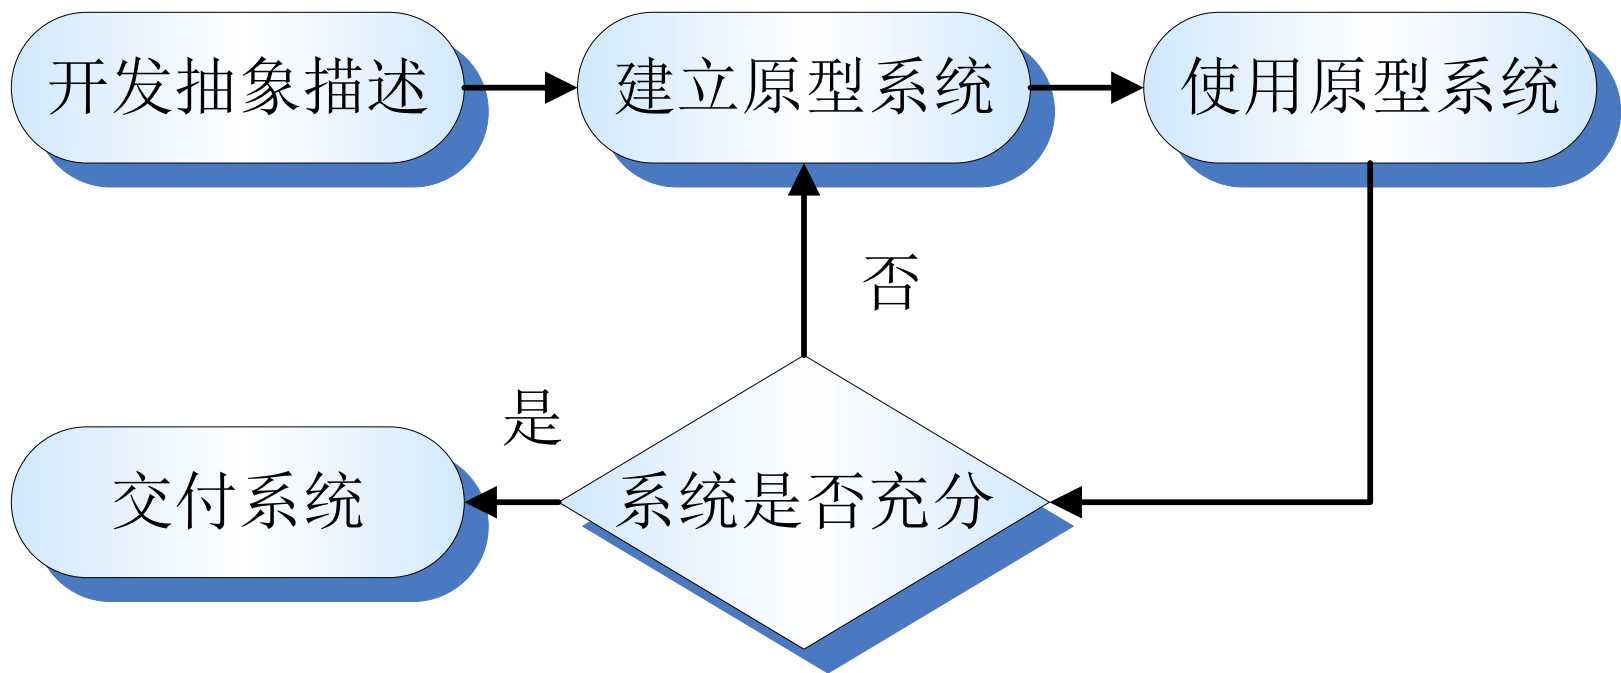 开发抽象描述
建立原型系统
使用原型系统
否
是
交付系统
系统是否充分